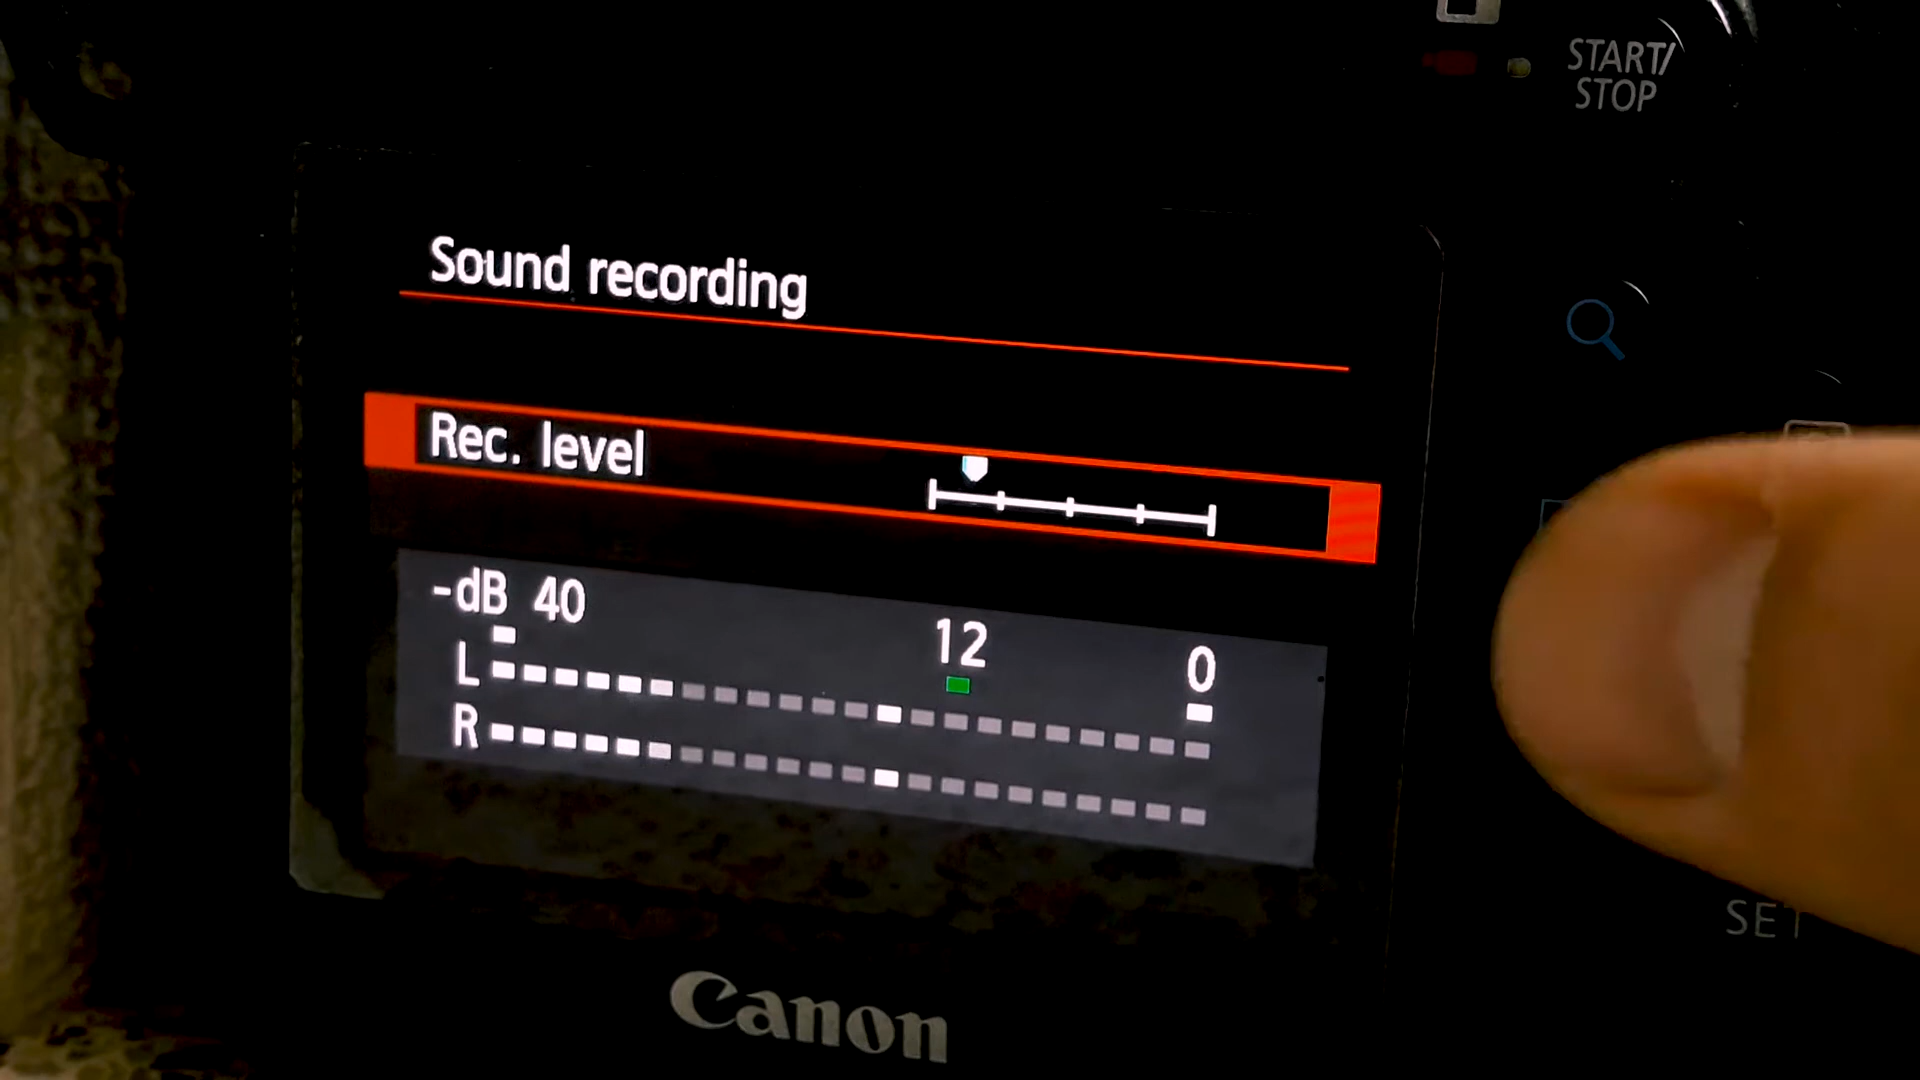 START/
STOP
Sound recording
Rec. level
-dB 40 12 0
L
R
SET
Canon